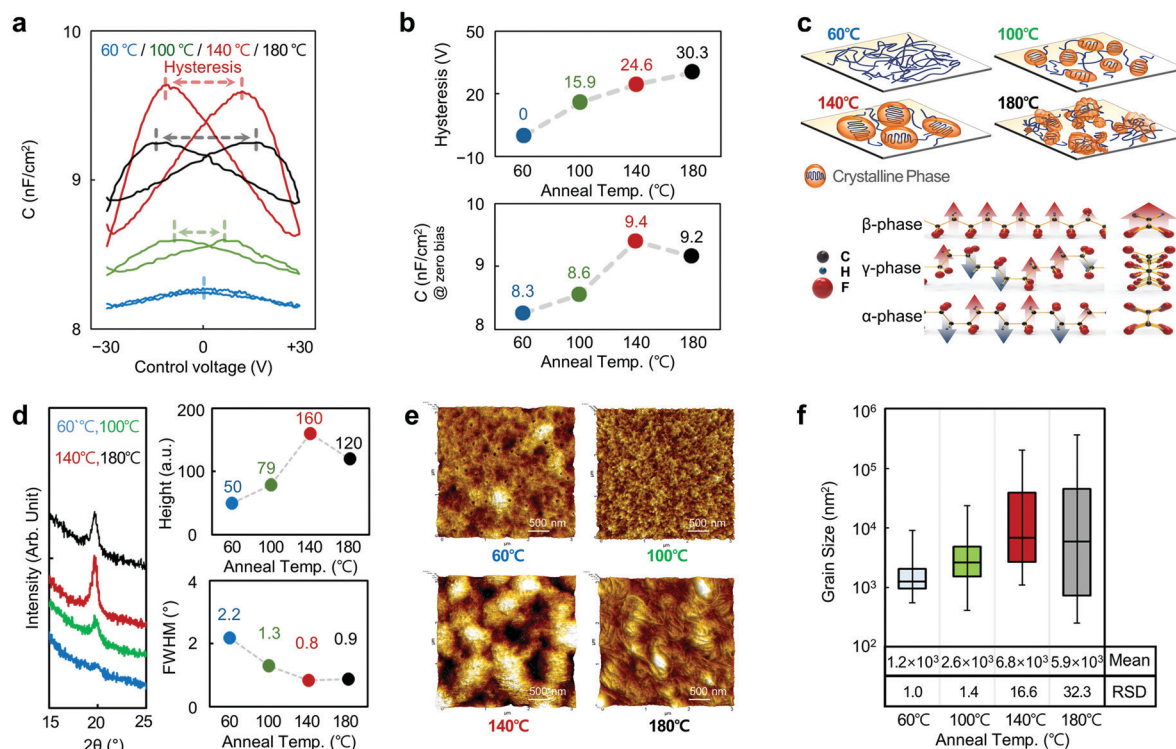 a
10
60 ℃ / 100 ℃ / 140 ℃ / 180 ℃
Hysteresis
9
8
C (nF/cm²)
−30 0 +30
Control voltage (V)
b
50
20
−10
Hysteresis (V)
0
15.9
24.6
30.3
60 100 140 180
Anneal Temp. (℃)
10
9
8
C (nF/cm²)
@ zero bias
8.3
8.6
9.4
9.2
60 100 140 180
Anneal Temp. (℃)
c
60℃
100℃
140℃
180℃
Crystalline Phase
β-phase
γ-phase
α-phase
C
H
F
d
60℃,100℃
140℃,180℃
Intensity (Arb. Unit)
15 20 25
2θ (°)
200
100
0
Height (a.u.)
50
79
160
120
60 100 140 180
Anneal Temp. (℃)
4
2
0
FWHM (°)
2.2
1.3
0.8
0.9
60 100 140 180
Anneal Temp. (℃)
e
500 nm
60℃
500 nm
100℃
500 nm
140℃
500 nm
180℃
f
10⁶
10⁵
10⁴
10³
10²
Grain Size (nm²)
1.2×10³ 2.6×10³ 6.8×10³ 5.9×10³ Mean
1.0 1.4 16.6 32.3 RSD
60℃ 100℃ 140℃ 180℃
Anneal Temp. (℃)